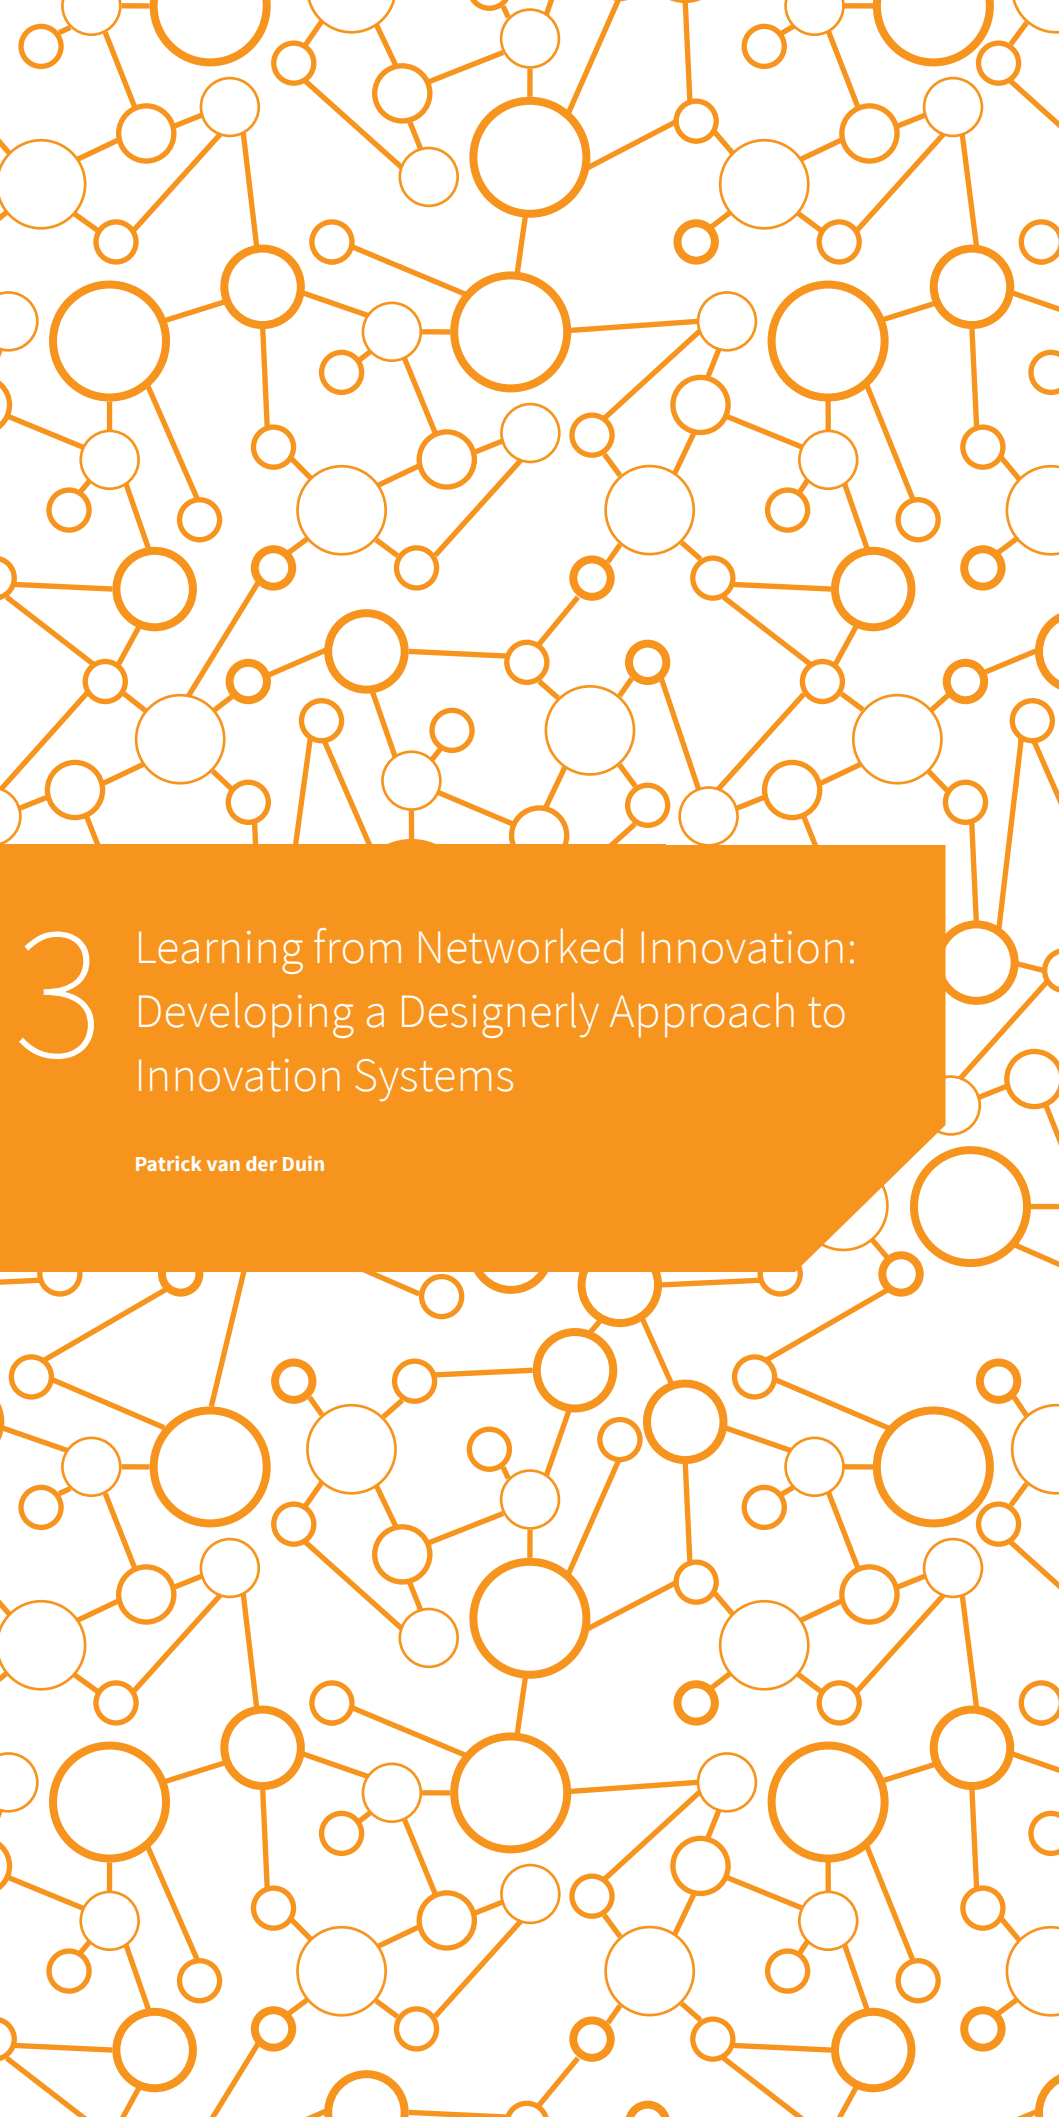 3
Learning from Networked Innovation:
Developing a Designerly Approach to
Innovation Systems
Patrick van der Duin